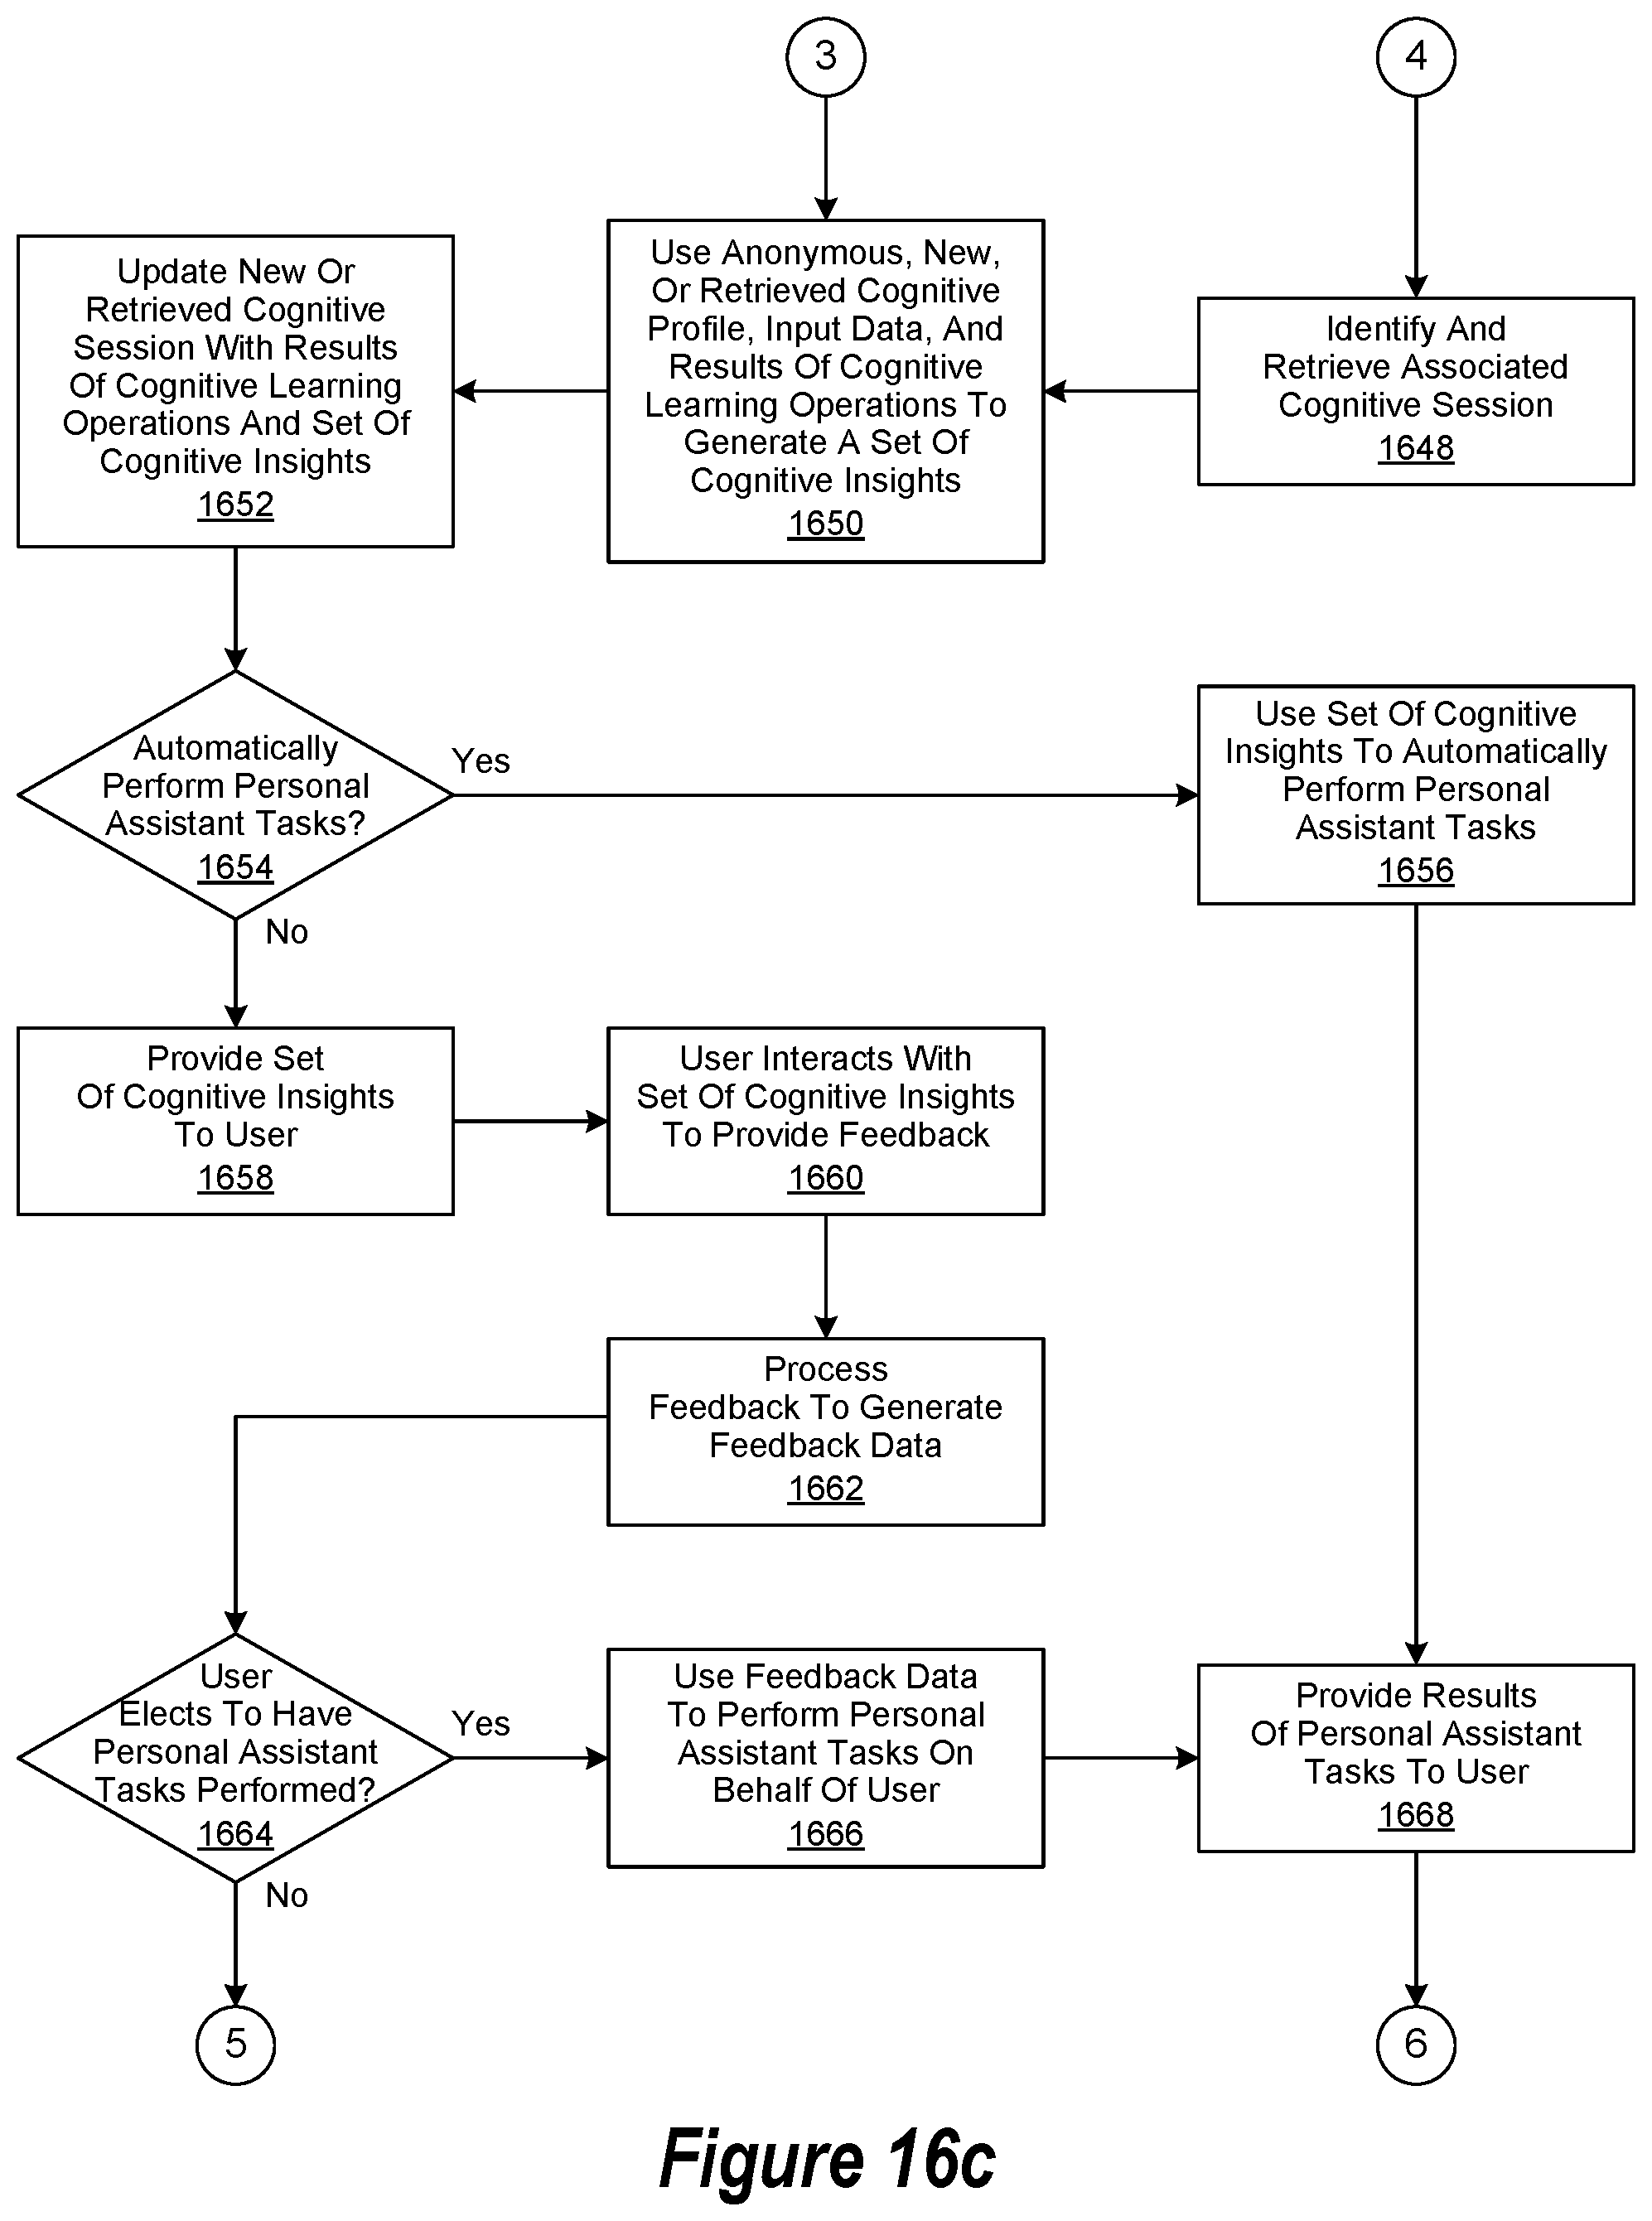 3
4
Update New Or
Retrieved Cognitive
Session With Results
Of Cognitive Learning
Operations And Set Of
Cognitive Insights
1652
Use Anonymous, New,
Or Retrieved Cognitive
Profile, Input Data, And
Results Of Cognitive
Learning Operations To
Generate A Set Of
Cognitive Insights
1650
Identify And
Retrieve Associated
Cognitive Session
1648
Automatically
Perform Personal
Assistant Tasks?
1654
Yes
No
Use Set Of Cognitive
Insights To Automatically
Perform Personal
Assistant Tasks
1656
Provide Set
Of Cognitive Insights
To User
1658
User Interacts With
Set Of Cognitive Insights
To Provide Feedback
1660
Process
Feedback To Generate
Feedback Data
1662
User
Elects To Have
Personal Assistant
Tasks Performed?
1664
Yes
No
Use Feedback Data
To Perform Personal
Assistant Tasks On
Behalf Of User
1666
Provide Results
Of Personal Assistant
Tasks To User
1668
5
6
Figure 16c